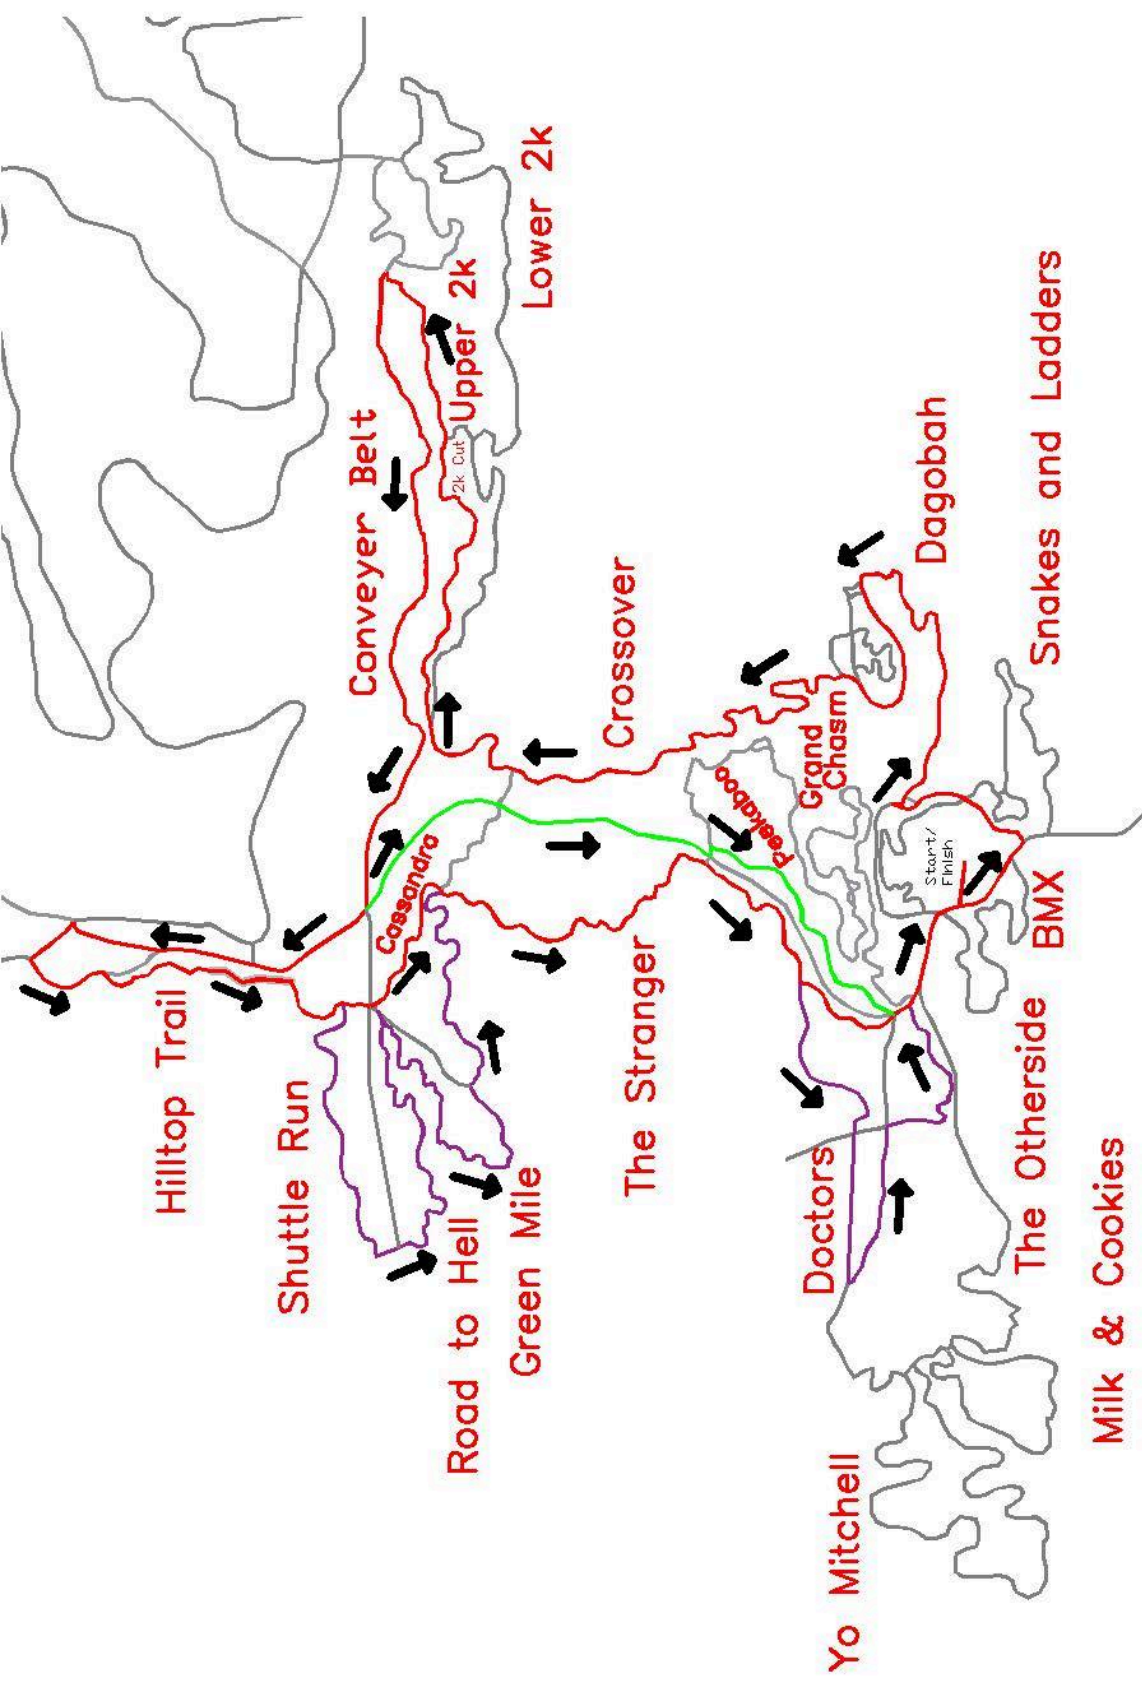 Lower 2k
Upper 2k
2k Cut
Conveyer Belt
Snakes and Ladders
Dagobah
Crossover
Grand
Chasm
Peekaboo
Start/
Finish
BMX
Cassandra
The Stranger
Hilltop Trail
Shuttle Run
Road to Hell
Green Mile
Doctors
The Otherside
Milk & Cookies
Yo Mitchell